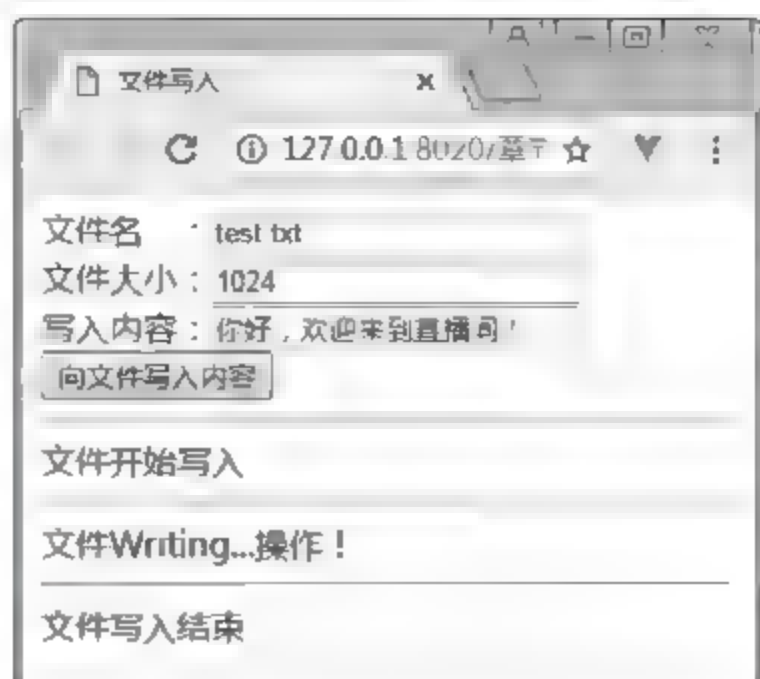 文件写入
127.0.0.1:8020/章节
文件名 : test.txt
文件大小 : 1024
写入内容 : 你好，欢迎来到直播间！
向文件写入内容
文件开始写入
文件Writing...操作！
文件写入结束